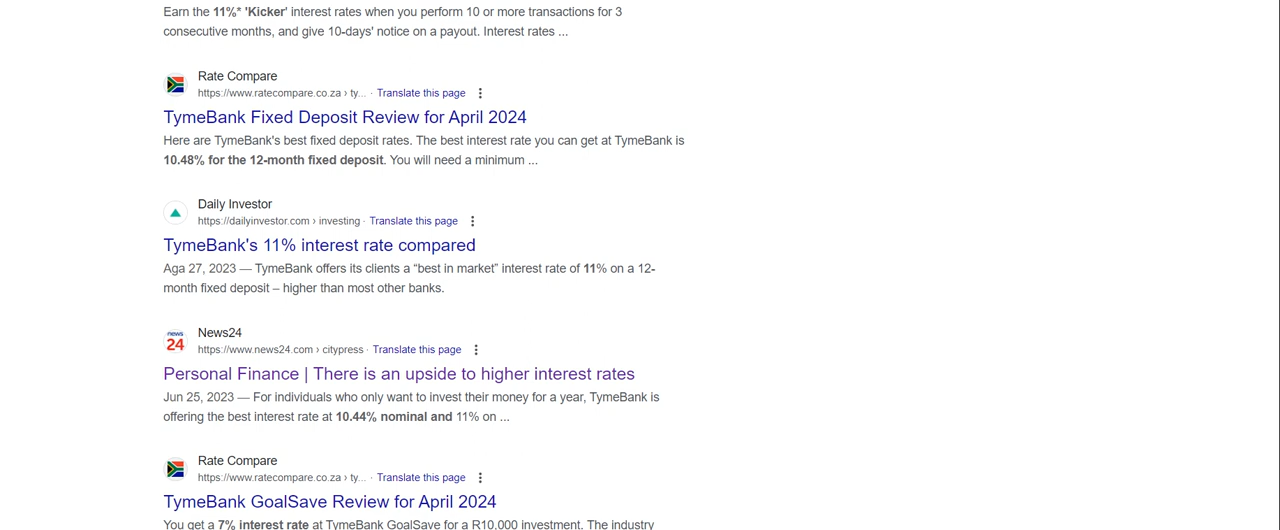 Earn the 11%* 'Kicker' interest rates when you perform 10 or more transactions for 3
consecutive months, and give 10-days' notice on a payout. Interest rates ...
Rate Compare
https://www.ratecompare.co.za › ty... · Translate this page
TymeBank Fixed Deposit Review for April 2024
Here are TymeBank's best fixed deposit rates. The best interest rate you can get at TymeBank is
10.48% for the 12-month fixed deposit. You will need a minimum ...
Daily Investor
https://dailyinvestor.com › investing · Translate this page
TymeBank's 11% interest rate compared
Aga 27, 2023 — TymeBank offers its clients a “best in market” interest rate of 11% on a 12-
month fixed deposit – higher than most other banks.
news
24
News24
https://www.news24.com › citypress · Translate this page
Personal Finance | There is an upside to higher interest rates
Jun 25, 2023 — For individuals who only want to invest their money for a year, TymeBank is
offering the best interest rate at 10.44% nominal and 11% on ...
Rate Compare
https://www.ratecompare.co.za › ty... · Translate this page
TymeBank GoalSave Review for April 2024
You get a 7% interest rate at TymeBank GoalSave for a R10,000 investment. The industry